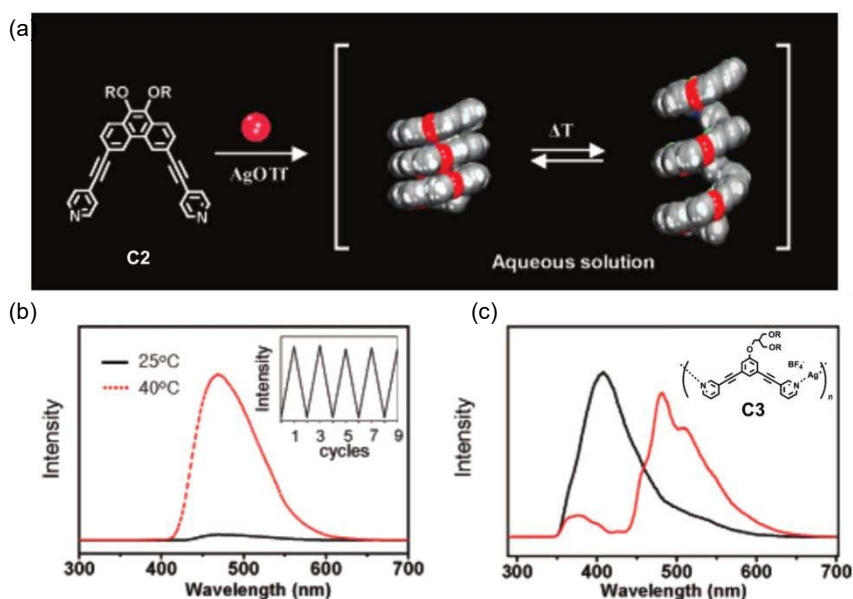 (a)
RO OR
N
N
C2
AgOTf
ΔT
Aqueous solution
(b)
25°C
40°C
Intensity
Wavelength (nm)
300 400 500 600 700
Intensity
cycles
1 3 5 7 9
(c)
Intensity
Wavelength (nm)
300 400 500 600 700
OR
O OR
BF4-
N N Ag+
n
C3